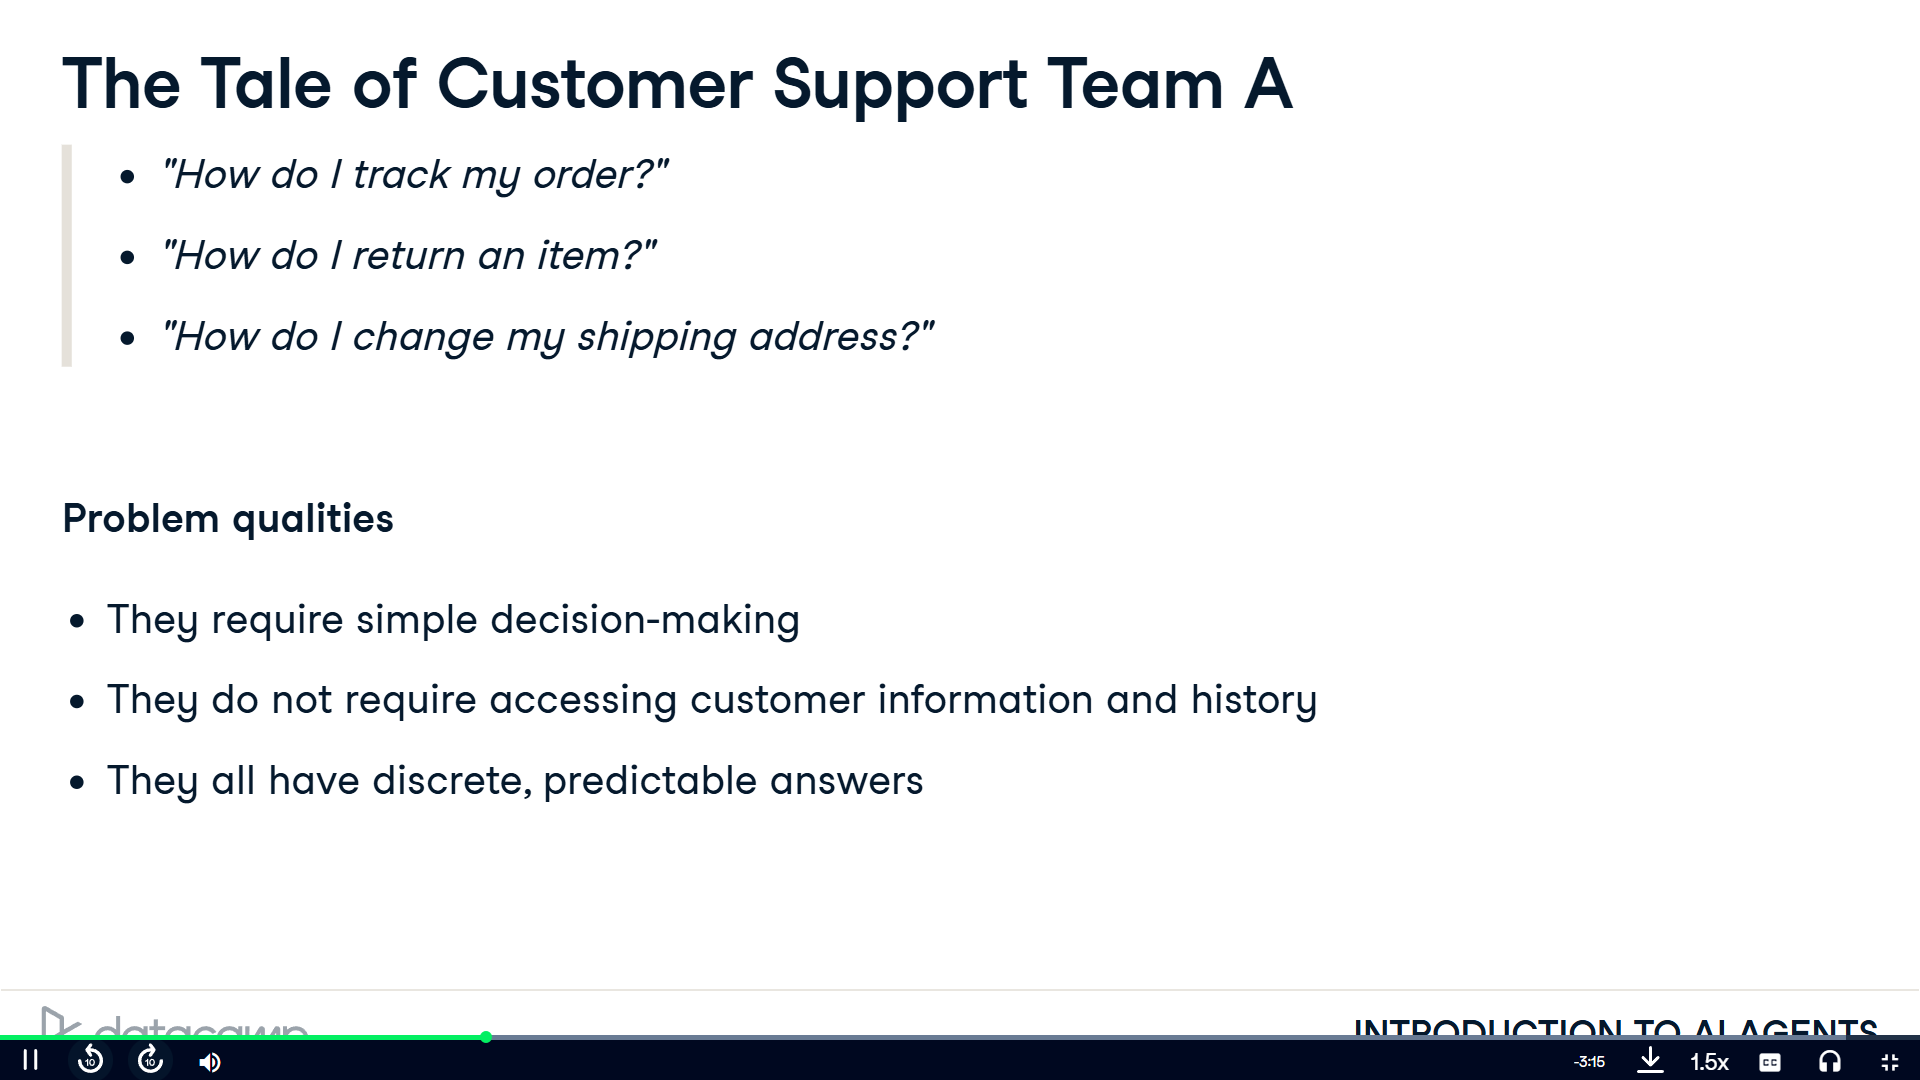 The Tale of Customer Support Team A
"How do I track my order?"
"How do I return an item?"
"How do I change my shipping address?"
Problem qualities
They require simple decision-making
They do not require accessing customer information and history
They all have discrete, predictable answers
datacamp
INTRODUCTION TO AI AGENTS
10
10
-3:15
1.5x
CC